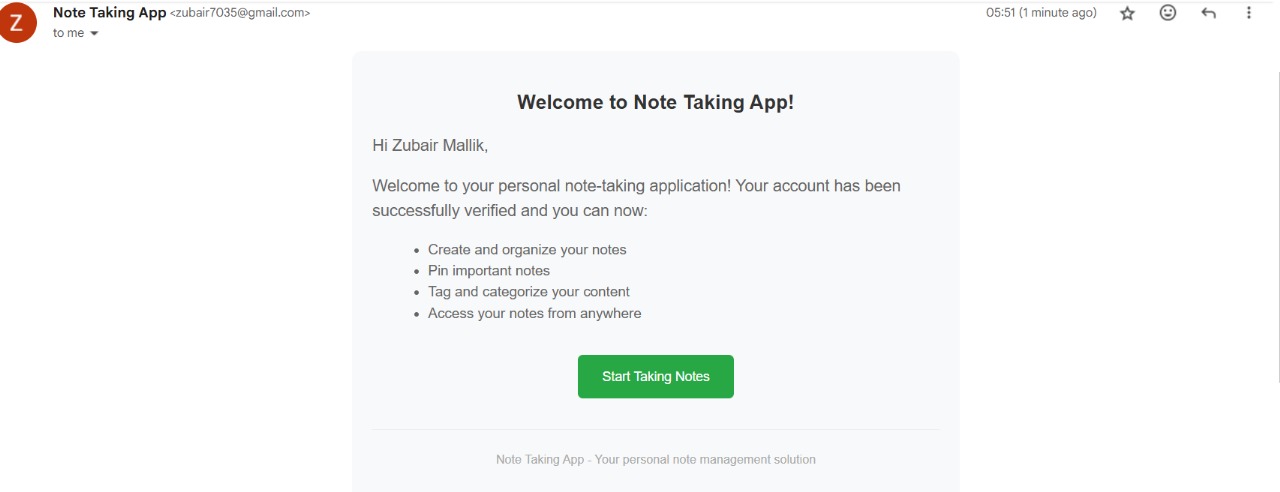 Z
Note Taking App <zubair7035@gmail.com>
05:51 (1 minute ago)
to me
Welcome to Note Taking App!
Hi Zubair Mallik,
Welcome to your personal note-taking application! Your account has been
successfully verified and you can now:
• Create and organize your notes
• Pin important notes
• Tag and categorize your content
• Access your notes from anywhere
Start Taking Notes
Note Taking App - Your personal note management solution